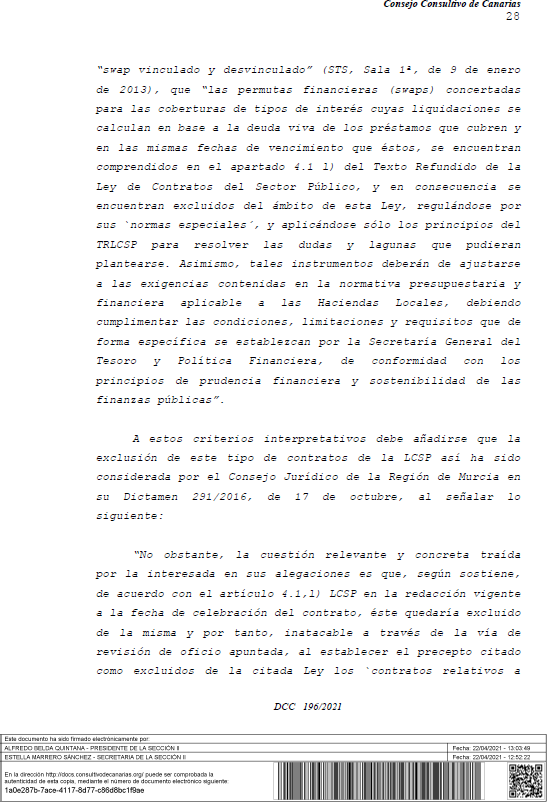 Consejo Consultivo de Canarias
28
“swap vinculado y desvinculado” (STS, Sala 1ª, de 9 de enero
de 2013), que “las permutas financieras (swaps) concertadas
para las coberturas de tipos de interés cuyas liquidaciones se
calculan en base a la deuda viva de los préstamos que cubren y
en las mismas fechas de vencimiento que éstos, se encuentran
comprendidos en el apartado 4.1 l) del Texto Refundido de la
Ley de Contratos del Sector Público, y en consecuencia se
encuentran excluidos del ámbito de esta Ley, regulándose por
sus `normas especiales´, y aplicándose sólo los principios del
TRLCSP para resolver las dudas y lagunas que pudieran
plantearse. Asimismo, tales instrumentos deberán de ajustarse
a las exigencias contenidas en la normativa presupuestaria y
financiera aplicable a las Haciendas Locales, debiendo
cumplimentar las condiciones, limitaciones y requisitos que de
forma específica se establezcan por la Secretaría General del
Tesoro y Política Financiera, de conformidad con los
principios de prudencia financiera y sostenibilidad de las
finanzas públicas”.
A estos criterios interpretativos debe añadirse que la
exclusión de este tipo de contratos de la LCSP así ha sido
considerada por el Consejo Jurídico de la Región de Murcia en
su Dictamen 291/2016, de 17 de octubre, al señalar lo
siguiente:
“No obstante, la cuestión relevante y concreta traída
por la interesada en sus alegaciones es que, según sostiene,
de acuerdo con el artículo 4.1,l) LCSP en la redacción vigente
a la fecha de celebración del contrato, éste quedaría excluido
de la misma y por tanto, inatacable a través de la vía de
revisión de oficio apuntada, al establecer el precepto citado
como excluidos de la citada Ley los `contratos relativos a
DCC 196/2021
Este documento ha sido firmado electrónicamente por:
ALFREDO BELDA QUINTANA - PRESIDENTE DE LA SECCIÓN II
Fecha: 22/04/2021 - 13:03:49
ESTELLA MARRERO SÁNCHEZ - SECRETARIA DE LA SECCIÓN II
Fecha: 22/04/2021 - 12:52:22
En la dirección http://docs.consultivodecanarias.org/ puede ser comprobada la
autenticidad de esta copia, mediante el número de documento electrónico siguiente:
1a0e287b-7ace-4117-8d77-c86d8bc1f9ae